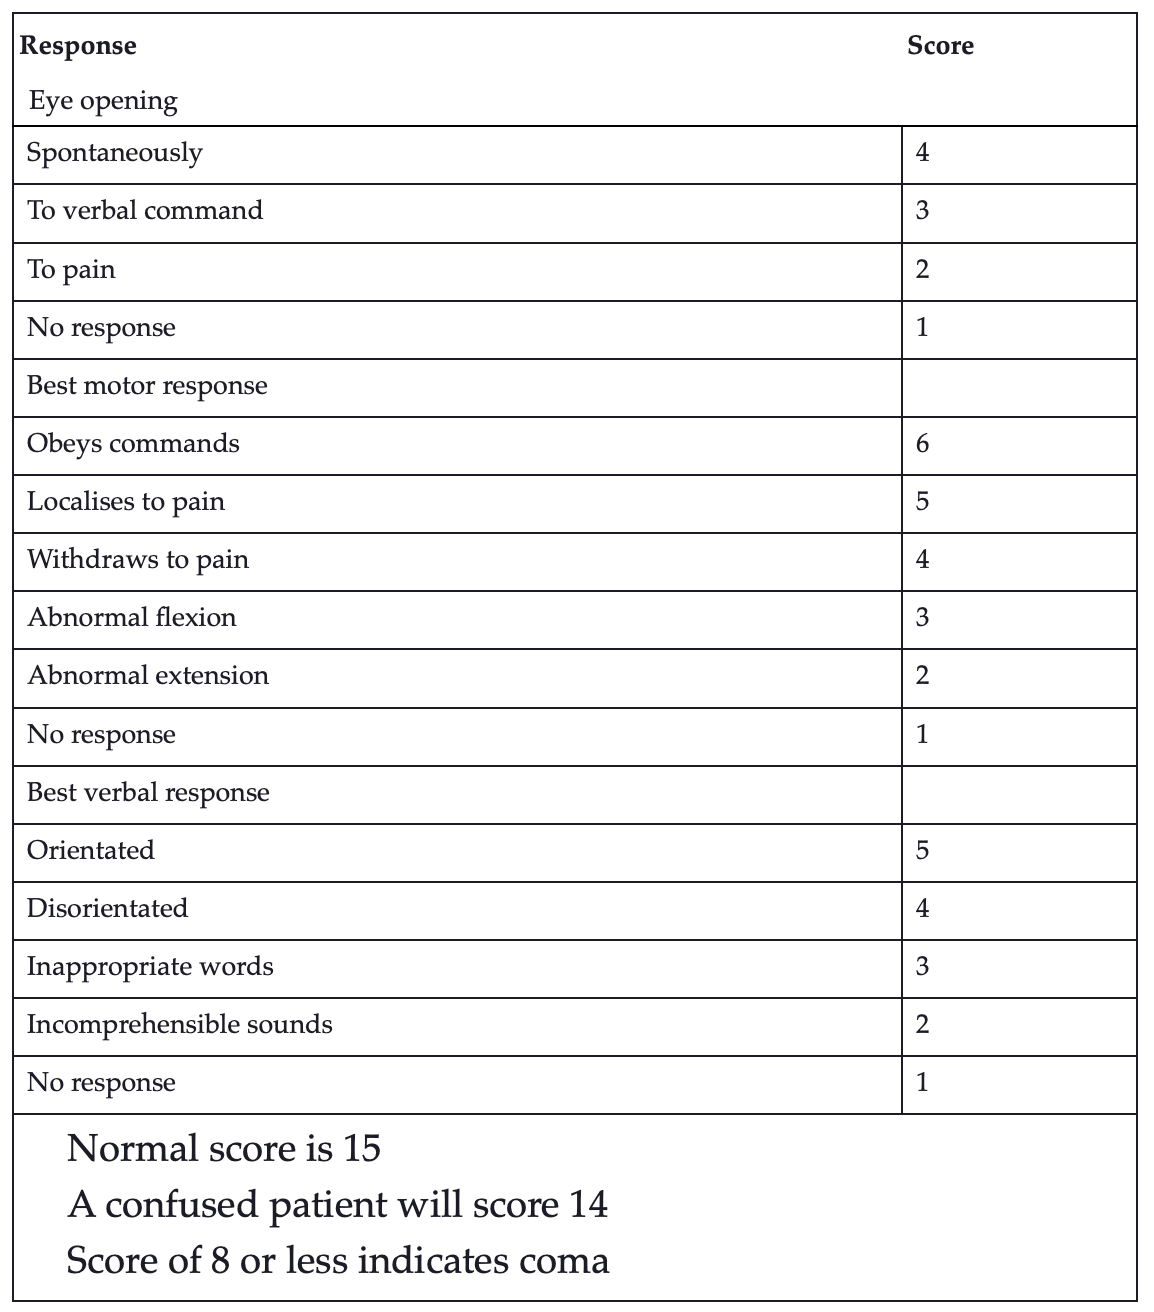 Response Score
Eye opening
Spontaneously 4
To verbal command 3
To pain 2
No response 1
Best motor response
Obeys commands 6
Localises to pain 5
Withdraws to pain 4
Abnormal flexion 3
Abnormal extension 2
No response 1
Best verbal response
Orientated 5
Disorientated 4
Inappropriate words 3
Incomprehensible sounds 2
No response 1
Normal score is 15
A confused patient will score 14
Score of 8 or less indicates coma